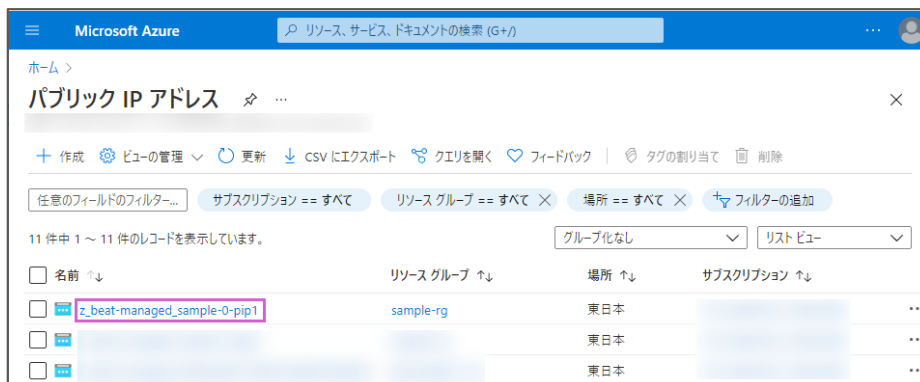 Microsoft Azure
リソース、サービス、ドキュメントの検索 (G+/)
ホーム >
パブリック IP アドレス
作成 ビューの管理 更新 CSV にエクスポート クエリを開く フィードバック タグの割り当て 削除
任意のフィールドのフィルター... サブスクリプション == すべて リソース グループ == すべて 場所 == すべて フィルターの追加
11 件中 1 ~ 11 件のレコードを表示しています。 グループ化なし リスト ビュー
名前 ↑↓ リソース グループ ↑↓ 場所 ↑↓ サブスクリプション ↑↓
z_beat-managed_sample-0-pip1 sample-rg 東日本
東日本
東日本